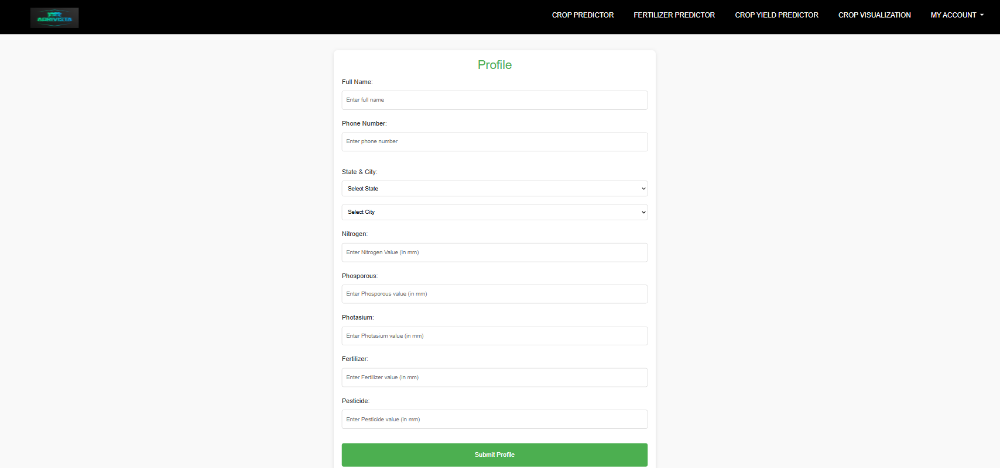 AGRIVISTA
CROP PREDICTOR
FERTILIZER PREDICTOR
CROP YIELD PREDICTOR
CROP VISUALIZATION
MY ACCOUNT
Profile
Full Name:
Enter full name
Phone Number:
Enter phone number
State & City:
Select State
Select City
Nitrogen:
Enter Nitrogen Value (in mm)
Phosporous:
Enter Phosporous value (in mm)
Photasium:
Enter Photasium value (in mm)
Fertilizer:
Enter Fertilizer value (in mm)
Pesticide:
Enter Pesticide value (in mm)
Submit Profile